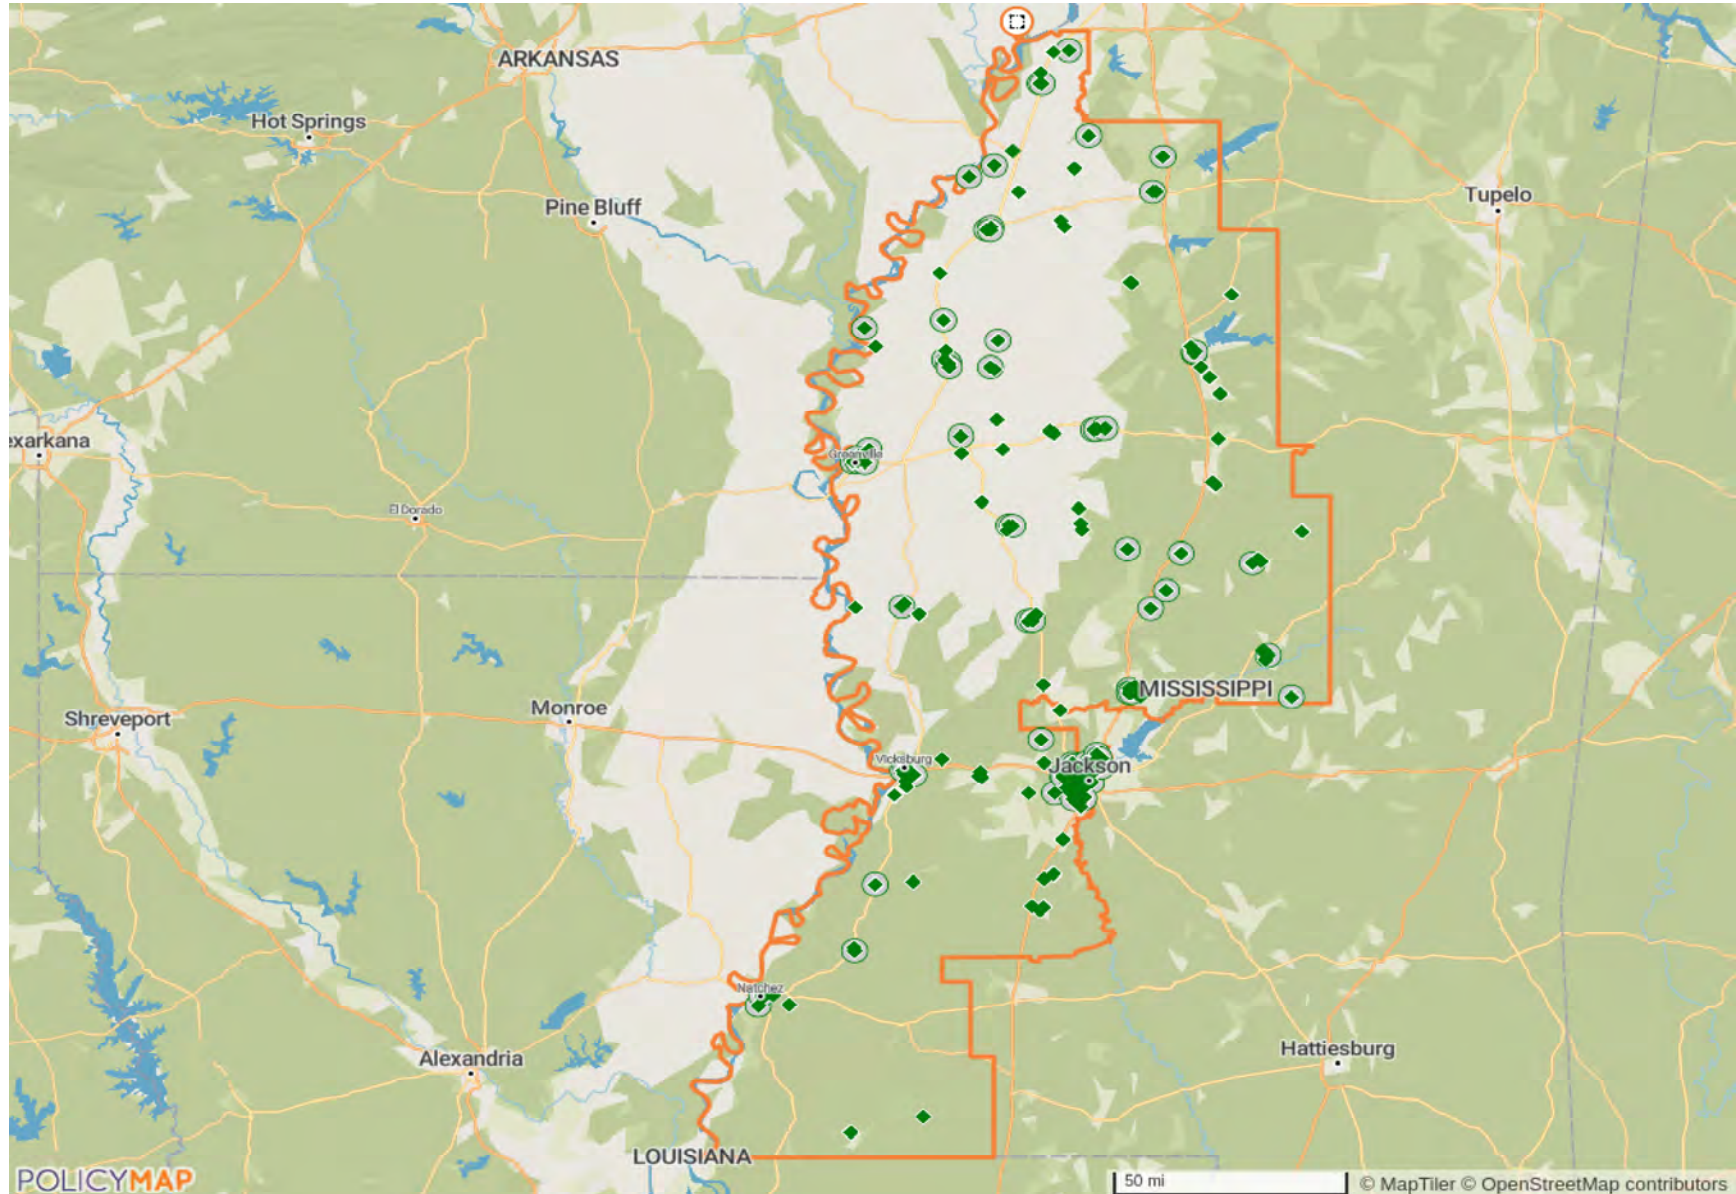 ARKANSAS
Hot Springs
Pine Bluff
Tupelo
exarkana
Greenville
El Dorado
MISSISSIPPI
Shreveport
Monroe
Vicksburg
Jackson
Natchez
Alexandria
Hattiesburg
LOUISIANA
POLICYMAP
50 mi
© MapTiler © OpenStreetMap contributors